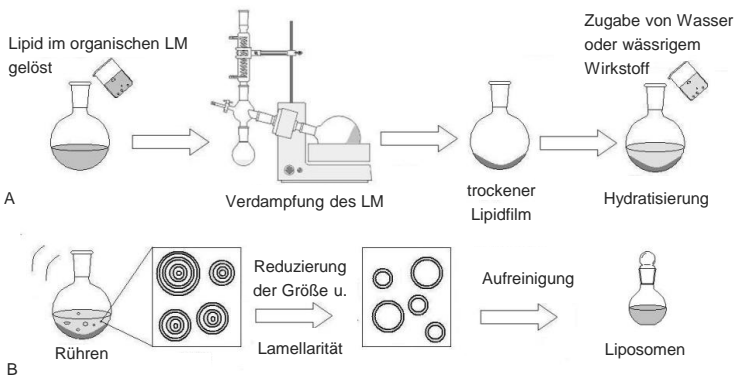 Lipid im organischen LM
gelöst
Zugabe von Wasser
oder wässrigem
Wirkstoff
A
Verdampfung des LM
trockener
Lipidfilm
Hydratisierung
Reduzierung
der Größe u.
Lamellarität
Aufreinigung
Rühren
Liposomen
B